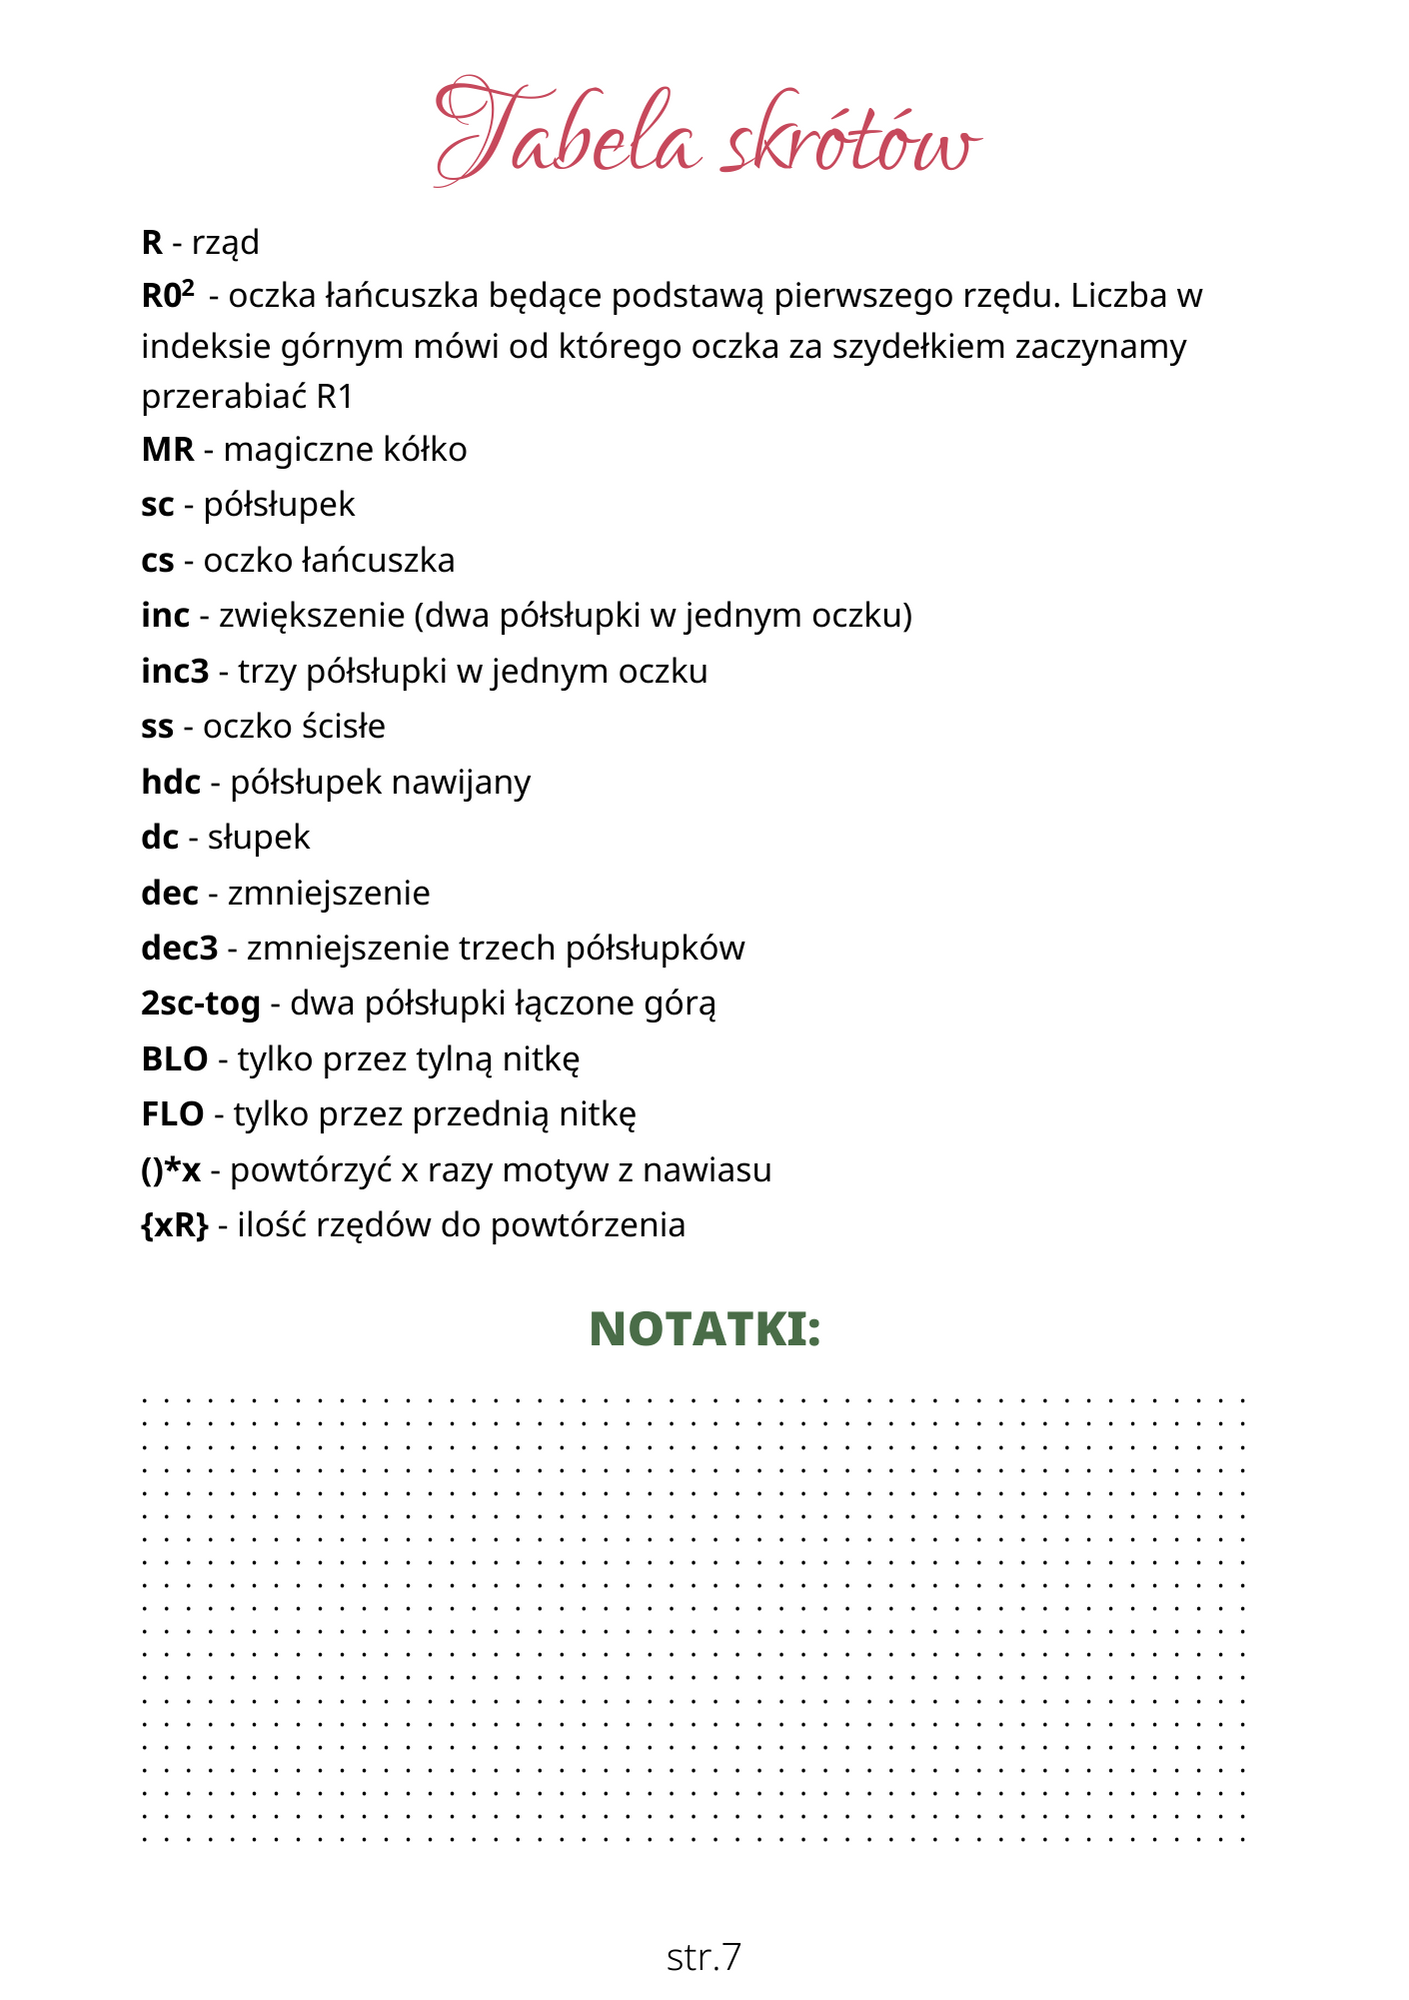 Tabela skrótów
R - rząd
R0² - oczka łańcuszka będące podstawą pierwszego rzędu. Liczba w
indeksie górnym mówi od którego oczka za szydełkiem zaczynamy
przerabiać R1
MR - magiczne kółko
sc - półsłupek
cs - oczko łańcuszka
inc - zwiększenie (dwa półsłupki w jednym oczku)
inc3 - trzy półsłupki w jednym oczku
ss - oczko ścisłe
hdc - półsłupek nawijany
dc - słupek
dec - zmniejszenie
dec3 - zmniejszenie trzech półsłupków
2sc-tog - dwa półsłupki łączone górą
BLO - tylko przez tylną nitkę
FLO - tylko przez przednią nitkę
()*x - powtórzyć x razy motyw z nawiasu
{xR} - ilość rzędów do powtórzenia
NOTATKI:
str.7